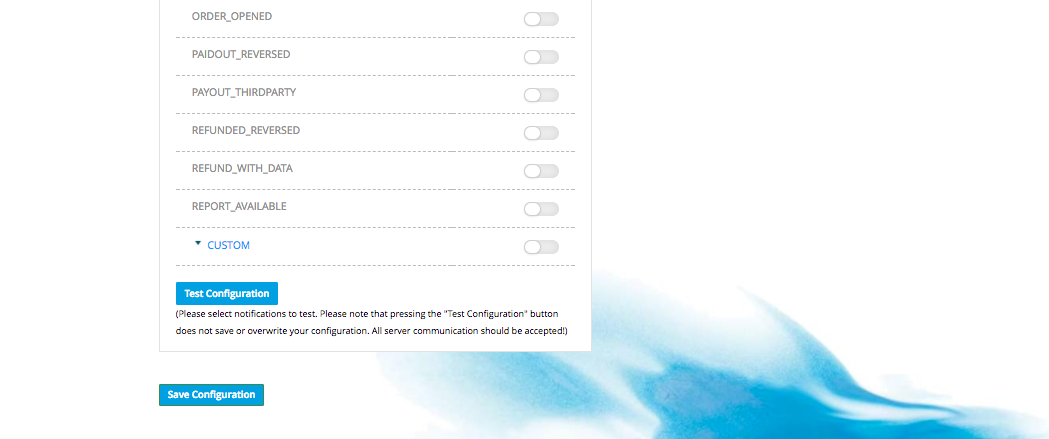 ORDER_OPENED
PAIDOUT_REVERSED
PAYOUT_THIRDPARTY
REFUNDED_REVERSED
REFUND_WITH_DATA
REPORT_AVAILABLE
CUSTOM
Test Configuration
(Please select notifications to test. Please note that pressing the "Test Configuration" button
does not save or overwrite your configuration. All server communication should be accepted!)
Save Configuration